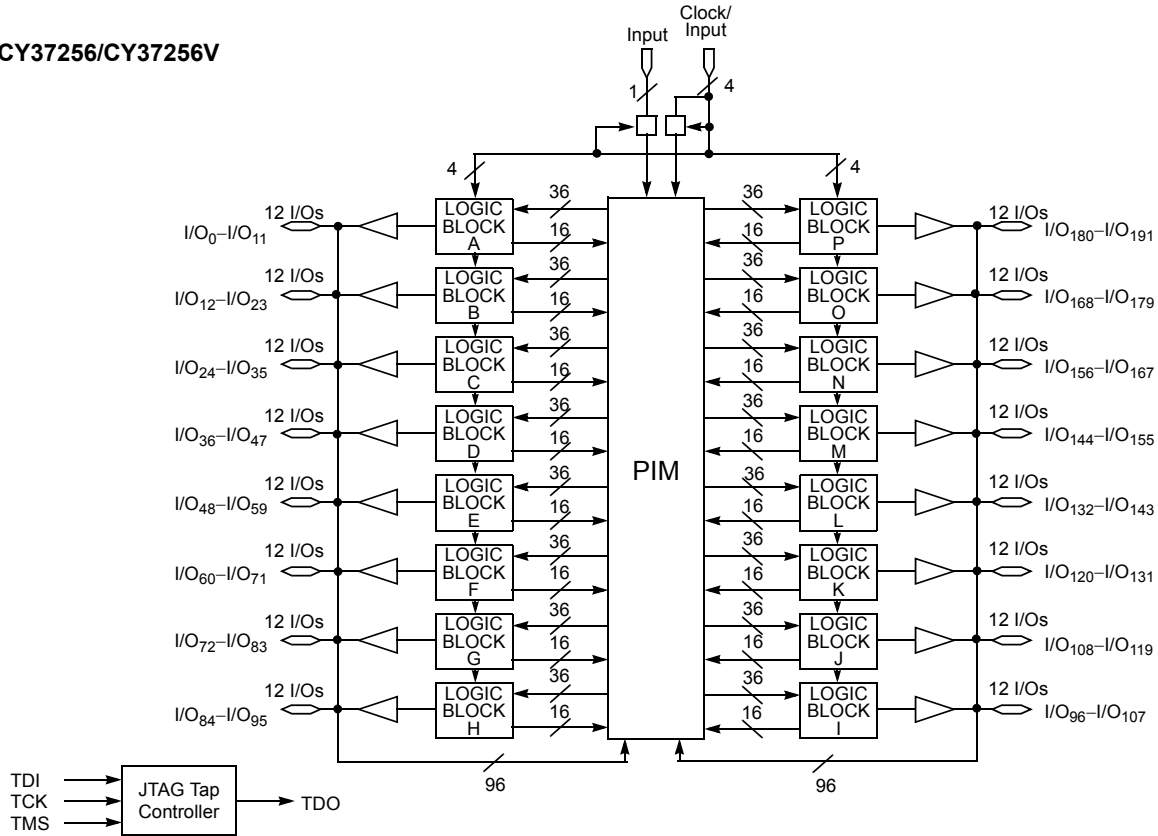 CY37256/CY37256V
Input
Clock/
Input
1
4
4
4
12 I/Os
I/O0–I/O11
LOGIC
BLOCK
A
36
16
36
16
LOGIC
BLOCK
P
12 I/Os
I/O180–I/O191
12 I/Os
I/O12–I/O23
LOGIC
BLOCK
B
36
16
36
16
LOGIC
BLOCK
O
12 I/Os
I/O168–I/O179
12 I/Os
I/O24–I/O35
LOGIC
BLOCK
C
36
16
36
16
LOGIC
BLOCK
N
12 I/Os
I/O156–I/O167
12 I/Os
I/O36–I/O47
LOGIC
BLOCK
D
36
16
36
16
LOGIC
BLOCK
M
12 I/Os
I/O144–I/O155
PIM
12 I/Os
I/O48–I/O59
LOGIC
BLOCK
E
36
16
36
16
LOGIC
BLOCK
L
12 I/Os
I/O132–I/O143
12 I/Os
I/O60–I/O71
LOGIC
BLOCK
F
36
16
36
16
LOGIC
BLOCK
K
12 I/Os
I/O120–I/O131
12 I/Os
I/O72–I/O83
LOGIC
BLOCK
G
36
16
36
16
LOGIC
BLOCK
J
12 I/Os
I/O108–I/O119
12 I/Os
I/O84–I/O95
LOGIC
BLOCK
H
36
16
36
16
LOGIC
BLOCK
I
12 I/Os
I/O96–I/O107
96
96
TDI
TCK
TMS
JTAG Tap
Controller
TDO